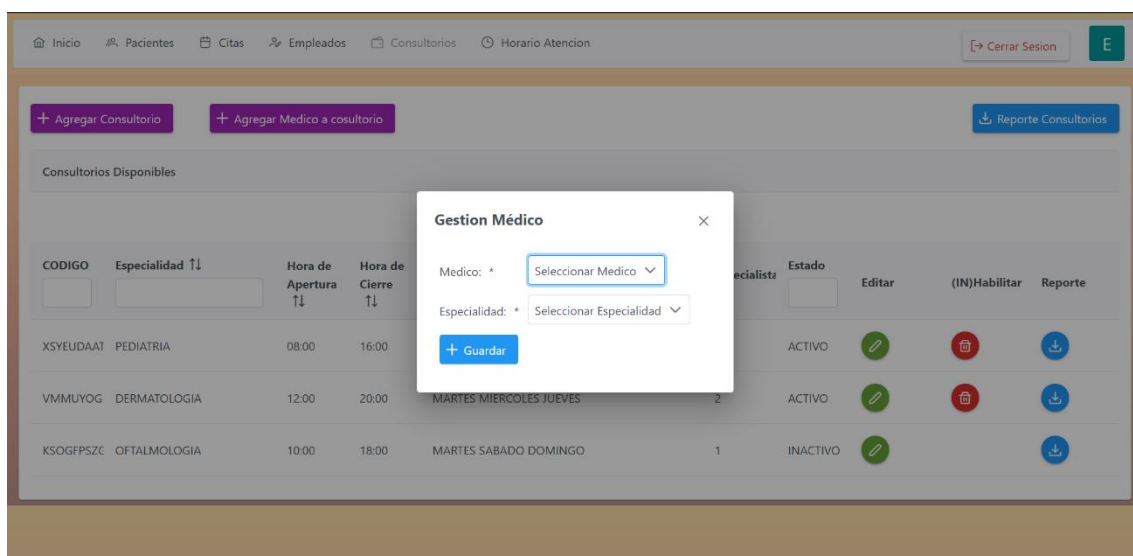 Inicio Pacientes Citas Empleados Consultorios Horario Atencion Cerrar Sesion E
+ Agregar Consultorio + Agregar Medico a cosultorio Reporte Consultorios
Consultorios Disponibles
Gestion Médico
Medico: * Seleccionar Medico
Especialidad: * Seleccionar Especialidad
+ Guardar
CODIGO Especialidad Hora de Apertura Hora de Cierre Estado Editar (IN)Habilitar Reporte
XSYEUDAAT PEDIATRIA 08:00 16:00 ACTIVO
VMMUYOG DERMATOLOGIA 12:00 20:00 MARTES MIERCOLES JUEVES 2 ACTIVO
KSOGFPSZC OFTALMOLOGIA 10:00 18:00 MARTES SABADO DOMINGO 1 INACTIVO